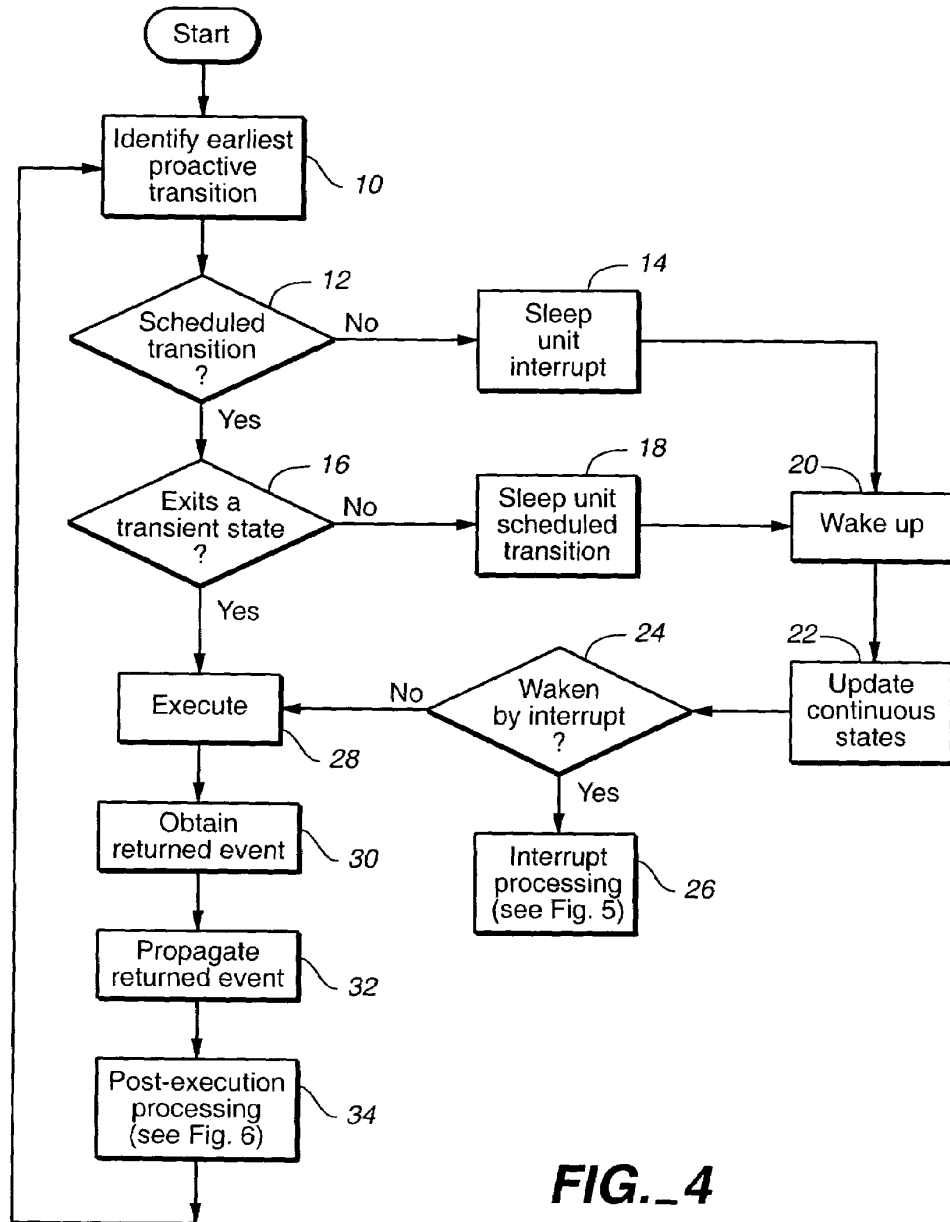 Start
Identify earliest
proactive
transition
10
12
Scheduled
transition
?
No
Yes
14
Sleep
unit
interrupt
16
Exits a
transient state
?
No
Yes
18
Sleep unit
scheduled
transition
20
Wake up
22
Update
continuous
states
24
Waken
by interrupt
?
No
Yes
Execute
28
Interrupt
processing
(see Fig. 5)
26
Obtain
returned event
30
Propagate
returned event
32
Post-execution
processing
(see Fig. 6)
34
FIG._4